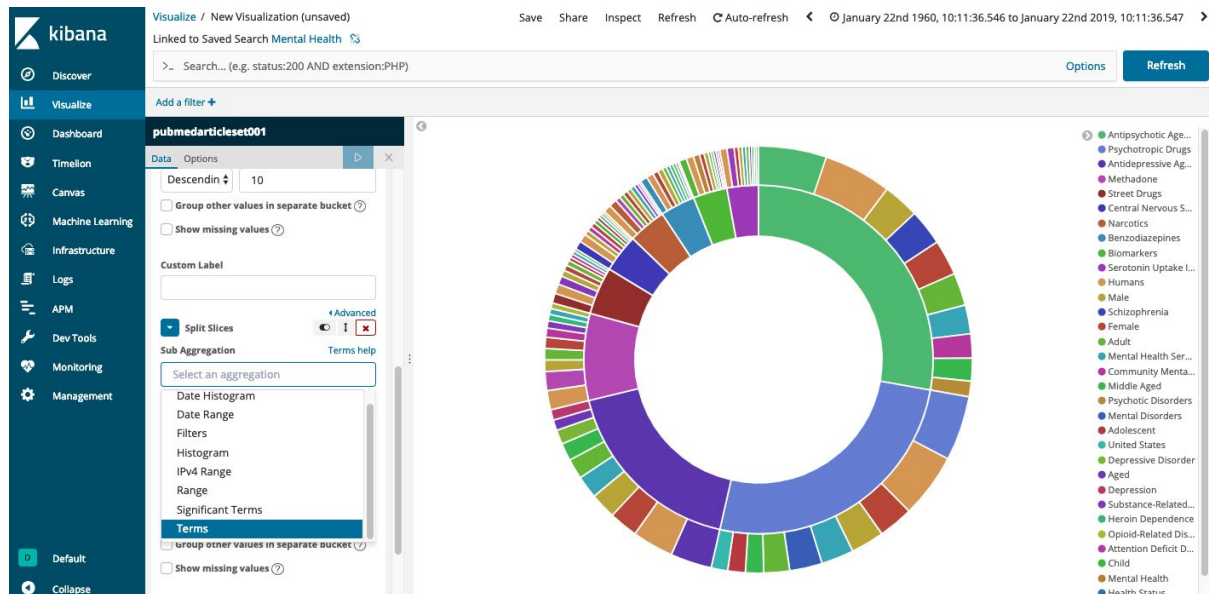 kibana
Discover
Visualize
Dashboard
Timelion
Canvas
Machine Learning
Infrastructure
Logs
APM
Dev Tools
Monitoring
Management
D Default
Collapse
Visualize / New Visualization (unsaved)
Save Share Inspect Refresh Auto-refresh January 22nd 1960, 10:11:36.546 to January 22nd 2019, 10:11:36.547
Linked to Saved Search Mental Health
>_ Search... (e.g. status:200 AND extension:PHP) Options Refresh
Add a filter +
pubmedarticleset001
Data Options
Descendin 10
Group other values in separate bucket ?
Show missing values ?
Custom Label
Advanced
Split Slices
Sub Aggregation Terms help
Select an aggregation
Date Histogram
Date Range
Filters
Histogram
IPv4 Range
Range
Significant Terms
Terms
Group other values in separate bucket ?
Show missing values ?
Antipsychotic Age...
Psychotropic Drugs
Antidepressive Ag...
Methadone
Street Drugs
Central Nervous S...
Narcotics
Benzodiazepines
Biomarkers
Serotonin Uptake I...
Humans
Male
Schizophrenia
Female
Adult
Mental Health Ser...
Community Menta...
Middle Aged
Psychotic Disorders
Mental Disorders
Adolescent
United States
Depressive Disorder
Aged
Depression
Substance-Related...
Heroin Dependence
Opioid-Related Dis...
Attention Deficit D...
Child
Mental Health
Health Status